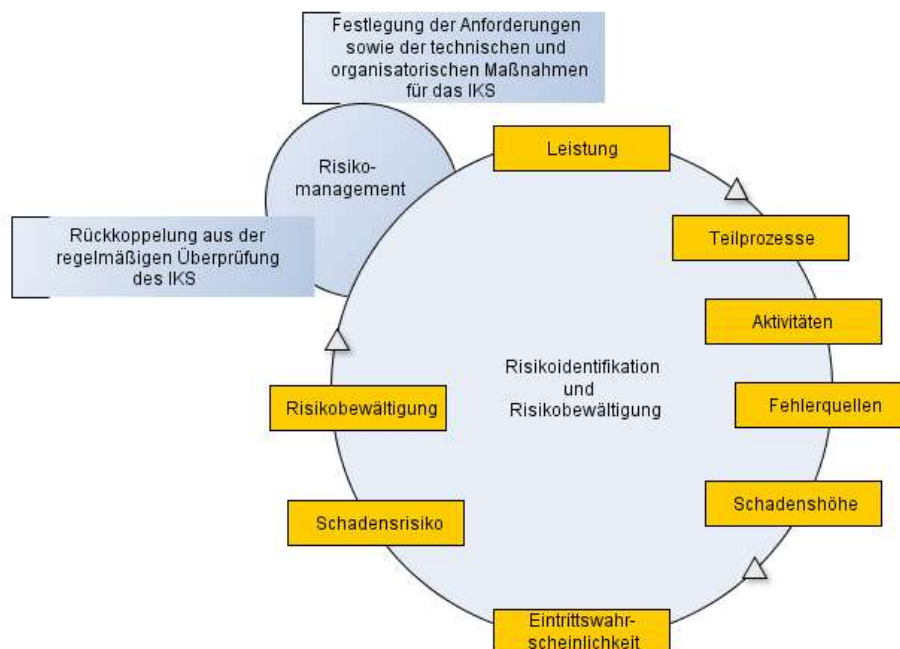 Festlegung der Anforderungen
sowie der technischen und
organisatorischen Maßnahmen
für das IKS
Risiko-
management
Rückkoppelung aus der
regelmäßigen Überprüfung
des IKS
Leistung
Teilprozesse
Aktivitäten
Fehlerquellen
Schadenshöhe
Eintrittswahr-
scheinlichkeit
Schadensrisiko
Risikobewältigung
Risikoidentifikation
und
Risikobewältigung